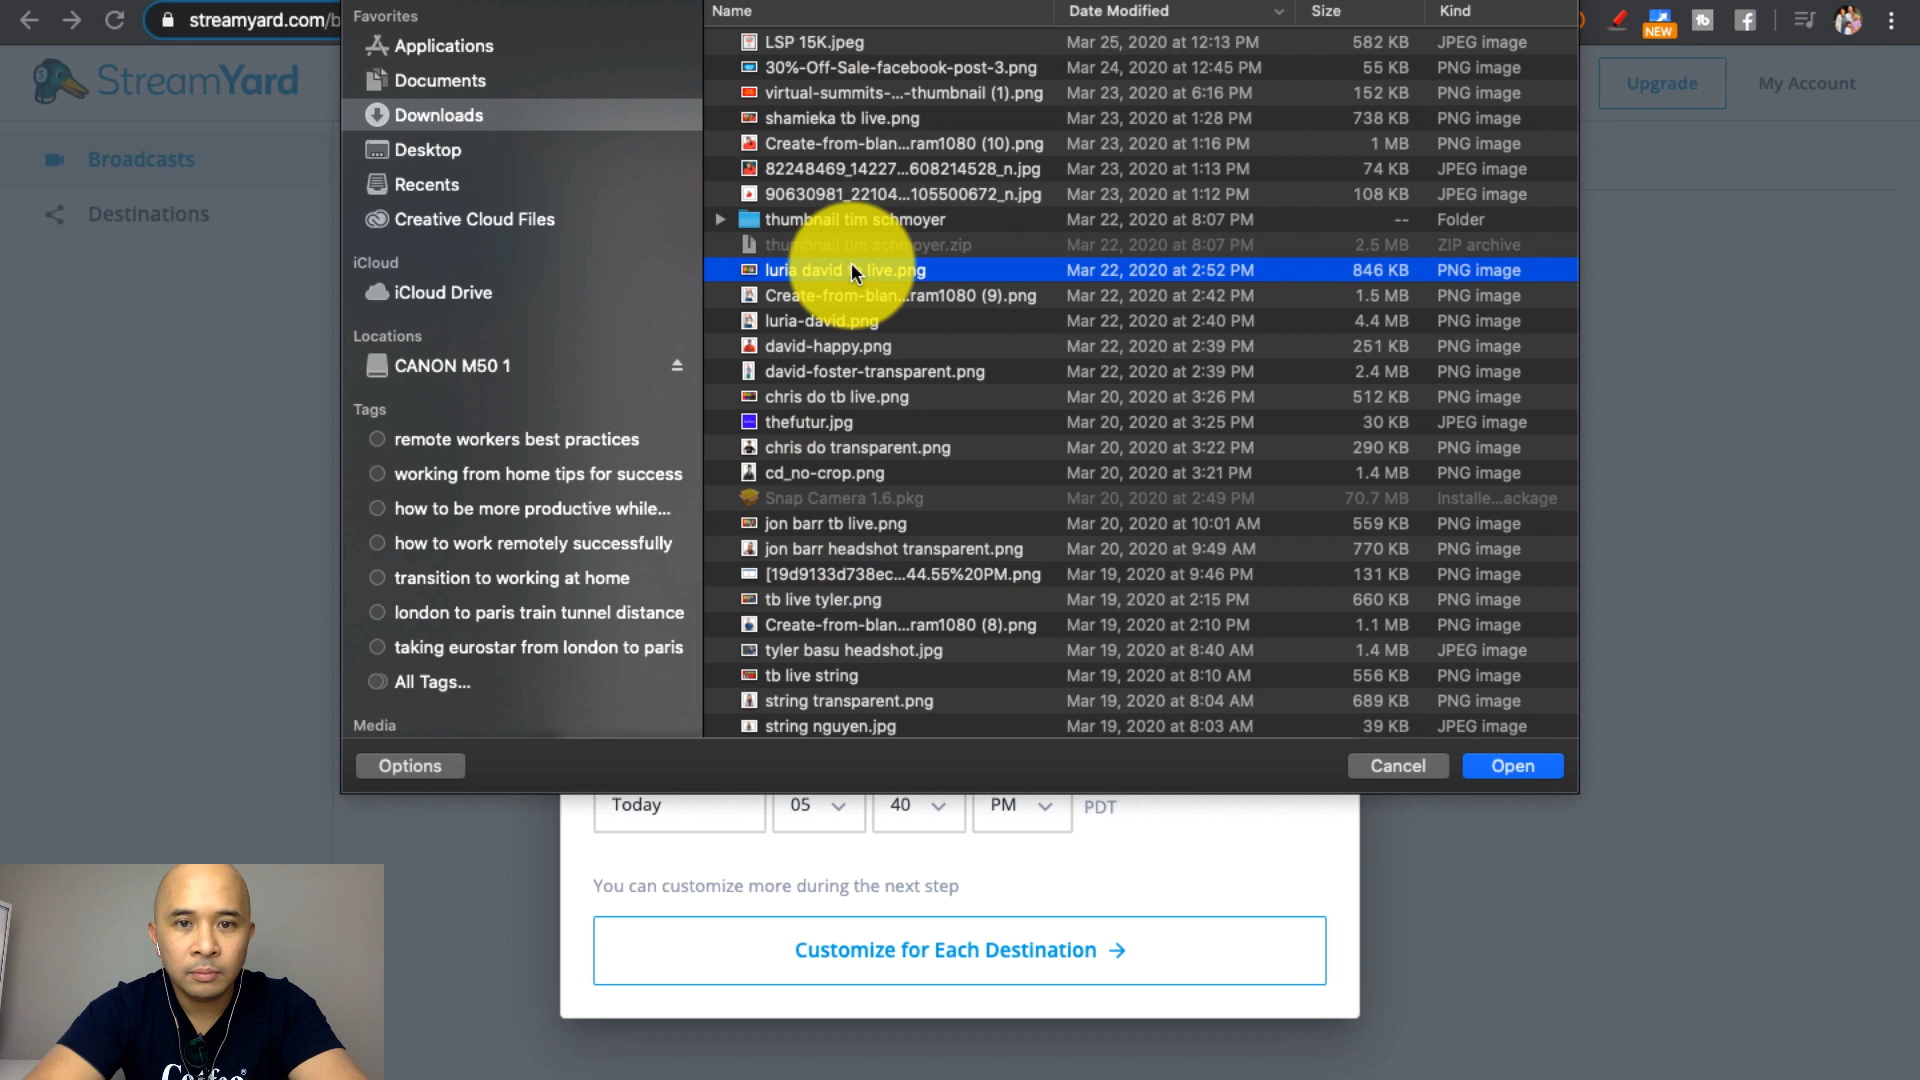 streamyard.com/b
NEW
tb
StreamYard
Upgrade
My Account
Broadcasts
Destinations
Favorites
Applications
Documents
Downloads
Desktop
Recents
Creative Cloud Files
iCloud
iCloud Drive
Locations
CANON M50 1
Tags
remote workers best practices
working from home tips for success
how to be more productive while...
how to work remotely successfully
transition to working at home
london to paris train tunnel distance
taking eurostar from london to paris
All Tags...
Media
Name Date Modified Size Kind
LSP 15K.jpeg Mar 25, 2020 at 12:13 PM 582 KB JPEG image
30%-Off-Sale-facebook-post-3.png Mar 24, 2020 at 12:45 PM 55 KB PNG image
virtual-summits-...-thumbnail (1).png Mar 23, 2020 at 6:16 PM 152 KB PNG image
shamieka tb live.png Mar 23, 2020 at 1:28 PM 738 KB PNG image
Create-from-blan...ram1080 (10).png Mar 23, 2020 at 1:16 PM 1 MB PNG image
82248469_14227...608214528_n.jpg Mar 23, 2020 at 1:13 PM 74 KB JPEG image
90630981_22104...105500672_n.jpg Mar 23, 2020 at 1:12 PM 108 KB JPEG image
thumbnail tim schmoyer Mar 22, 2020 at 8:07 PM -- Folder
thumbnail tim schmoyer.zip Mar 22, 2020 at 8:07 PM 2.5 MB ZIP archive
luria david live.png Mar 22, 2020 at 2:52 PM 846 KB PNG image
Create-from-blan...ram1080 (9).png Mar 22, 2020 at 2:42 PM 1.5 MB PNG image
luria-david.png Mar 22, 2020 at 2:40 PM 4.4 MB PNG image
david-happy.png Mar 22, 2020 at 2:39 PM 251 KB PNG image
david-foster-transparent.png Mar 22, 2020 at 2:39 PM 2.4 MB PNG image
chris do tb live.png Mar 20, 2020 at 3:26 PM 512 KB PNG image
thefutur.jpg Mar 20, 2020 at 3:25 PM 30 KB JPEG image
chris do transparent.png Mar 20, 2020 at 3:22 PM 290 KB PNG image
cd_no-crop.png Mar 20, 2020 at 3:21 PM 1.4 MB PNG image
Snap Camera 1.6.pkg Mar 20, 2020 at 2:49 PM 70.7 MB Installe...ackage
jon barr tb live.png Mar 20, 2020 at 10:01 AM 559 KB PNG image
jon barr headshot transparent.png Mar 20, 2020 at 9:49 AM 770 KB PNG image
[19d9133d738ec...44.55%20PM.png Mar 19, 2020 at 9:46 PM 131 KB PNG image
tb live tyler.png Mar 19, 2020 at 2:15 PM 660 KB PNG image
Create-from-blan...ram1080 (8).png Mar 19, 2020 at 2:10 PM 1.1 MB PNG image
tyler basu headshot.jpg Mar 19, 2020 at 8:40 AM 1.4 MB JPEG image
tb live string Mar 19, 2020 at 8:10 AM 556 KB PNG image
string transparent.png Mar 19, 2020 at 8:04 AM 689 KB PNG image
string nguyen.jpg Mar 19, 2020 at 8:03 AM 39 KB JPEG image
Options Cancel Open
Today 05 40 PM PDT
You can customize more during the next step
Customize for Each Destination →
Coffee®